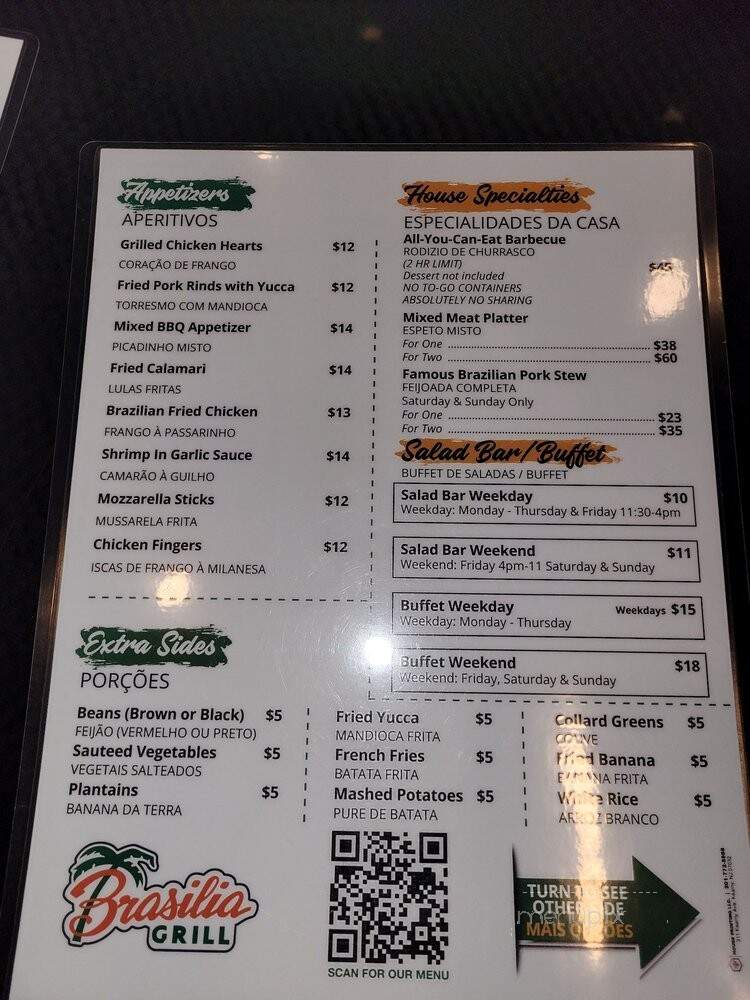 Appetizers
APERITIVOS
Grilled Chicken Hearts $12
CORAÇÃO DE FRANGO
Fried Pork Rinds with Yucca $12
TORRESMO COM MANDIOCA
Mixed BBQ Appetizer $14
PICADINHO MISTO
Fried Calamari $14
LULAS FRITAS
Brazilian Fried Chicken $13
FRANGO À PASSARINHO
Shrimp In Garlic Sauce $14
CAMARÃO À GUILHO
Mozzarella Sticks $12
MUSSARELA FRITA
Chicken Fingers $12
ISCAS DE FRANGO À MILANESA
House Specialties
ESPECIALIDADES DA CASA
All-You-Can-Eat Barbecue
RODIZIO DE CHURRASCO
(2 HR LIMIT) $45
Dessert not included
NO TO-GO CONTAINERS
ABSOLUTELY NO SHARING
Mixed Meat Platter
ESPETO MISTO
For One $38
For Two $60
Famous Brazilian Pork Stew
FEIJOADA COMPLETA
Saturday & Sunday Only
For One $23
For Two $35
Salad Bar/Buffet
BUFFET DE SALADAS / BUFFET
Salad Bar Weekday $10
Weekday: Monday - Thursday & Friday 11:30-4pm
Salad Bar Weekend $11
Weekend: Friday 4pm-11 Saturday & Sunday
Buffet Weekday Weekdays $15
Weekday: Monday - Thursday
Buffet Weekend $18
Weekend: Friday, Saturday & Sunday
Extra Sides
PORÇÕES
Beans (Brown or Black) $5
FEIJÃO (VERMELHO OU PRETO)
Sauteed Vegetables $5
VEGETAIS SALTEADOS
Plantains $5
BANANA DA TERRA
Fried Yucca $5
MANDIOCA FRITA
French Fries $5
BATATA FRITA
Mashed Potatoes $5
PURE DE BATATA
Collard Greens $5
COUVE
Fried Banana $5
BANANA FRITA
White Rice $5
ARROZ BRANCO
Brasilia
GRILL
SCAN FOR OUR MENU
TURN TO SEE
OTHER SIDE
MAIS OPÇÕES